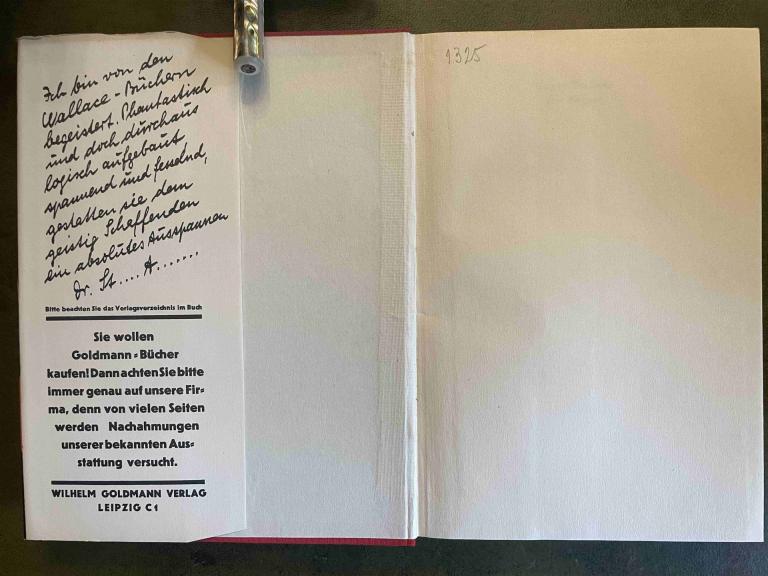 Ich bin von den
Wallace-Büchern
begeistert. Phantastisch
und doch durchaus
logisch aufgebaut
spannend und fesselnd,
gestatten sie dem
geistig Schaffenden
ein absolutes Ausspannen
Dr. St.... A.......
Bitte beachten Sie das Verlagsverzeichnis im Buch
Sie wollen
Goldmann-Bücher
kaufen! Dann achten Sie bitte
immer genau auf unsere Fir-
ma, denn von vielen Seiten
werden Nachahmungen
unserer bekannten Aus-
stattung versucht.
WILHELM GOLDMANN VERLAG
LEIPZIG C1
1325